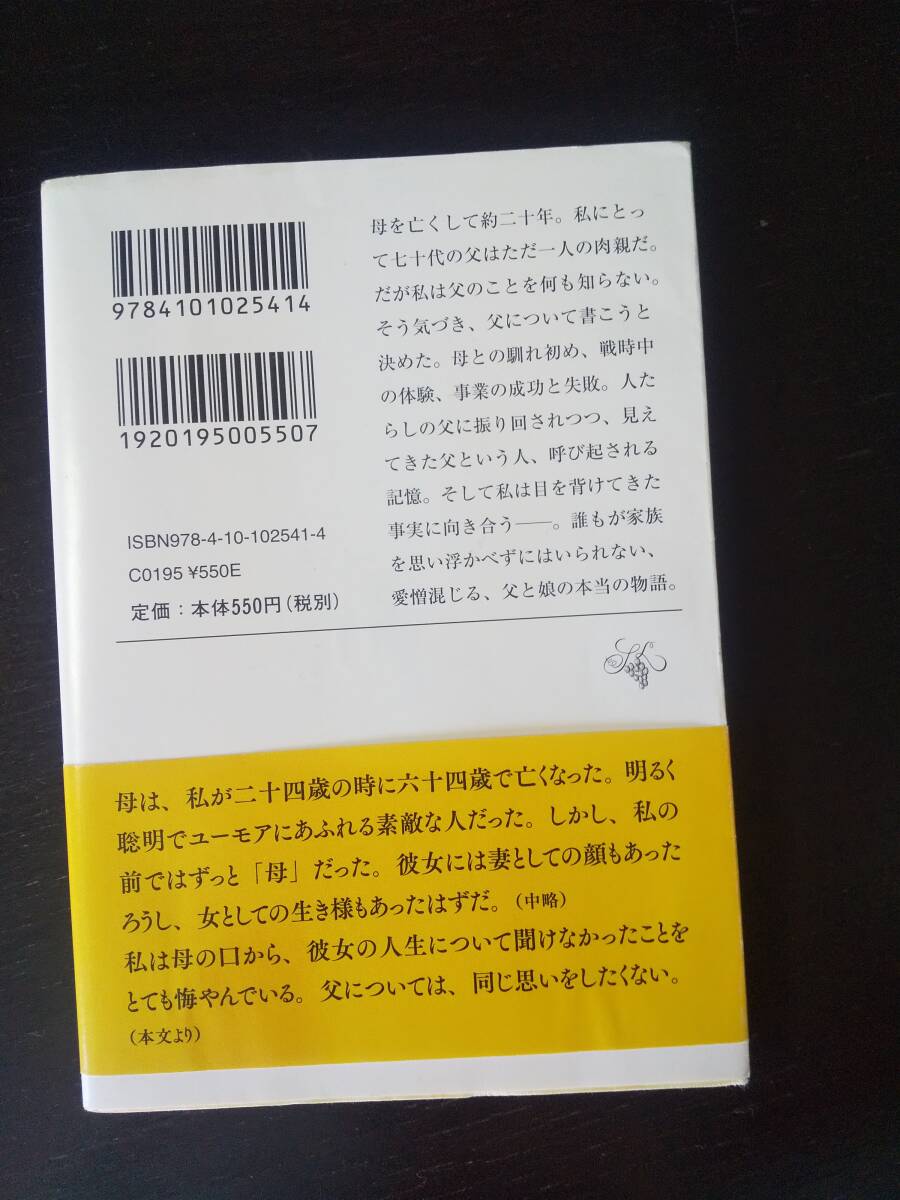 9784101025414
1920195005507
ISBN978-4-10-102541-4
C0195 ¥550E
定価：本体550円（税別）
母を亡くして約二十年。私にとっ
て七十代の父はただ一人の肉親だ。
だが私は父のことを何も知らない。
そう気づき、父について書こうと
決めた。母との馴れ初め、戦時中
の体験、事業の成功と失敗。人た
らしの父に振り回されつつ、見え
てきた父という人、呼び起される
記憶。そして私は目を背けてきた
事実に向き合う――。誰もが家族
を思い浮かべずにはいられない、
愛憎混じる、父と娘の本当の物語。
母は、私が二十四歳の時に六十四歳で亡くなった。明るく
聡明でユーモアにあふれる素敵な人だった。しかし、私の
前ではずっと「母」だった。彼女には妻としての顔もあった
ろうし、女としての生き様もあったはずだ。（中略）
私は母の口から、彼女の人生について聞けなかったことを
とても悔やんでいる。父については、同じ思いをしたくない。
（本文より）